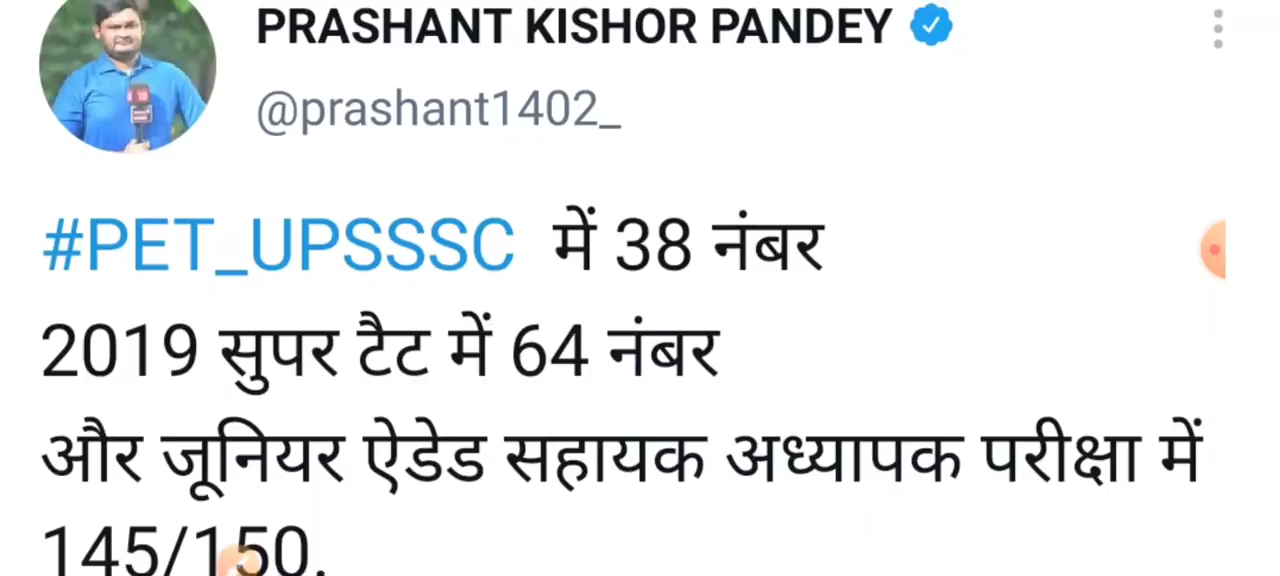 PRASHANT KISHOR PANDEY
@prashant1402_
#PET_UPSSSC में 38 नंबर
2019 सुपर टैट में 64 नंबर
और जूनियर ऐडेड सहायक अध्यापक परीक्षा में
145/150.